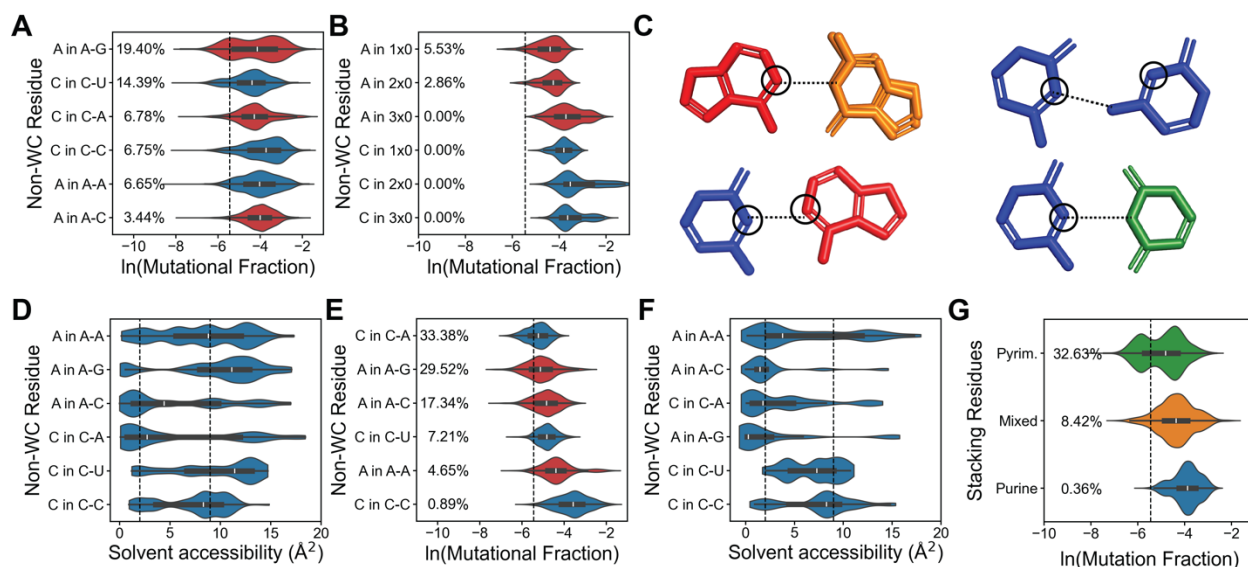 A
Non-WC Residue
A in A-G 19.40%
C in C-U 14.39%
C in C-A 6.78%
C in C-C 6.75%
A in A-A 6.65%
A in A-C 3.44%
−10 −8 −6 −4 −2
ln(Mutational Fraction)
B
Non-WC Residue
A in 1x0 5.53%
A in 2x0 2.86%
A in 3x0 0.00%
C in 1x0 0.00%
C in 2x0 0.00%
C in 3x0 0.00%
−10 −8 −6 −4 −2
ln(Mutational Fraction)
C
D
Non-WC Residue
A in A-A
A in A-G
A in A-C
C in C-A
C in C-U
C in C-C
0 5 10 15 20
Solvent accessibility (Å²)
E
Non-WC Residue
C in C-A 33.38%
A in A-G 29.52%
A in A-C 17.34%
C in C-U 7.21%
A in A-A 4.65%
C in C-C 0.89%
−10 −8 −6 −4 −2
ln(Mutational Fraction)
F
Non-WC Residue
A in A-A
A in A-C
C in C-A
A in A-G
C in C-U
C in C-C
0 5 10 15 20
Solvent accessibility (Å²)
G
Stacking Residues
Pyrim. 32.63%
Mixed 8.42%
Purine 0.36%
−10 −8 −6 −4 −2
ln(Mutation Fraction)